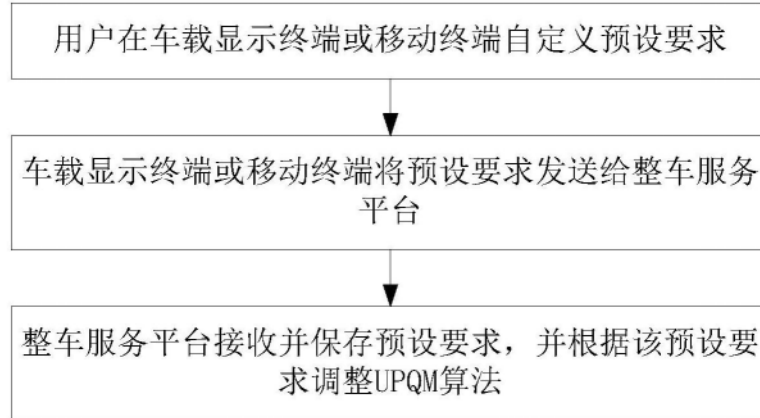 用户在车载显示终端或移动终端自定义预设要求
车载显示终端或移动终端将预设要求发送给整车服务
平台
整车服务平台接收并保存预设要求，并根据该预设要
求调整UPQM算法